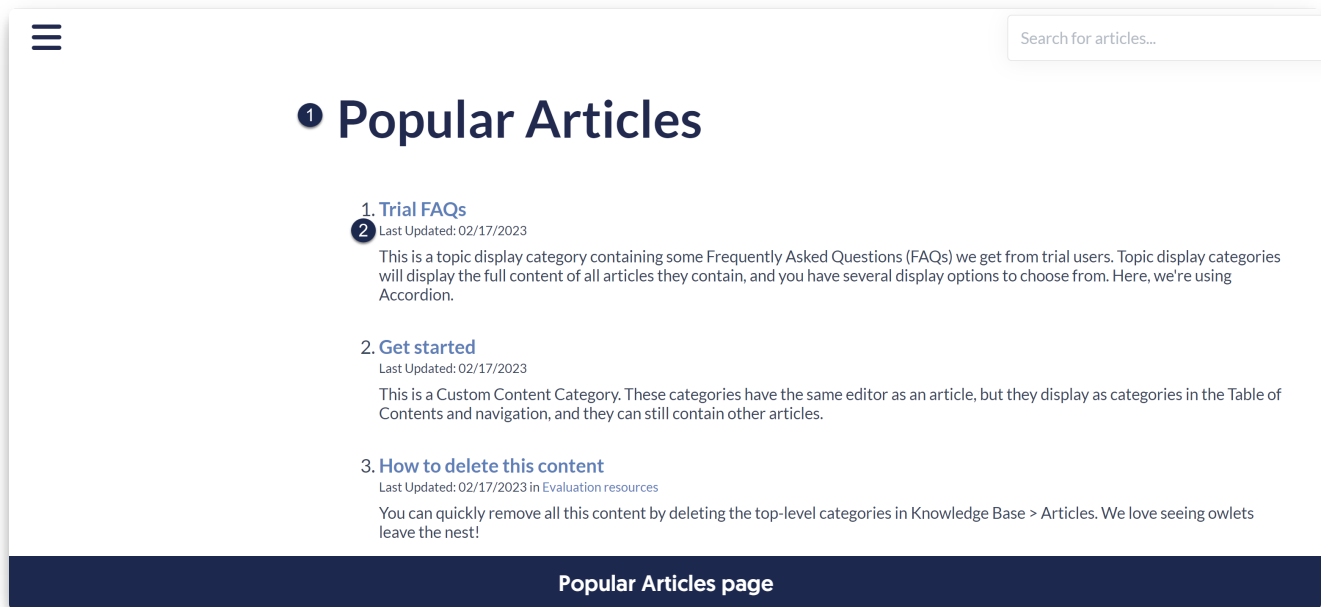 Search for articles...
1 Popular Articles
1. Trial FAQs
2 Last Updated: 02/17/2023
This is a topic display category containing some Frequently Asked Questions (FAQs) we get from trial users. Topic display categories
will display the full content of all articles they contain, and you have several display options to choose from. Here, we're using
Accordion.
2. Get started
Last Updated: 02/17/2023
This is a Custom Content Category. These categories have the same editor as an article, but they display as categories in the Table of
Contents and navigation, and they can still contain other articles.
3. How to delete this content
Last Updated: 02/17/2023 in Evaluation resources
You can quickly remove all this content by deleting the top-level categories in Knowledge Base > Articles. We love seeing owlets
leave the nest!
Popular Articles page